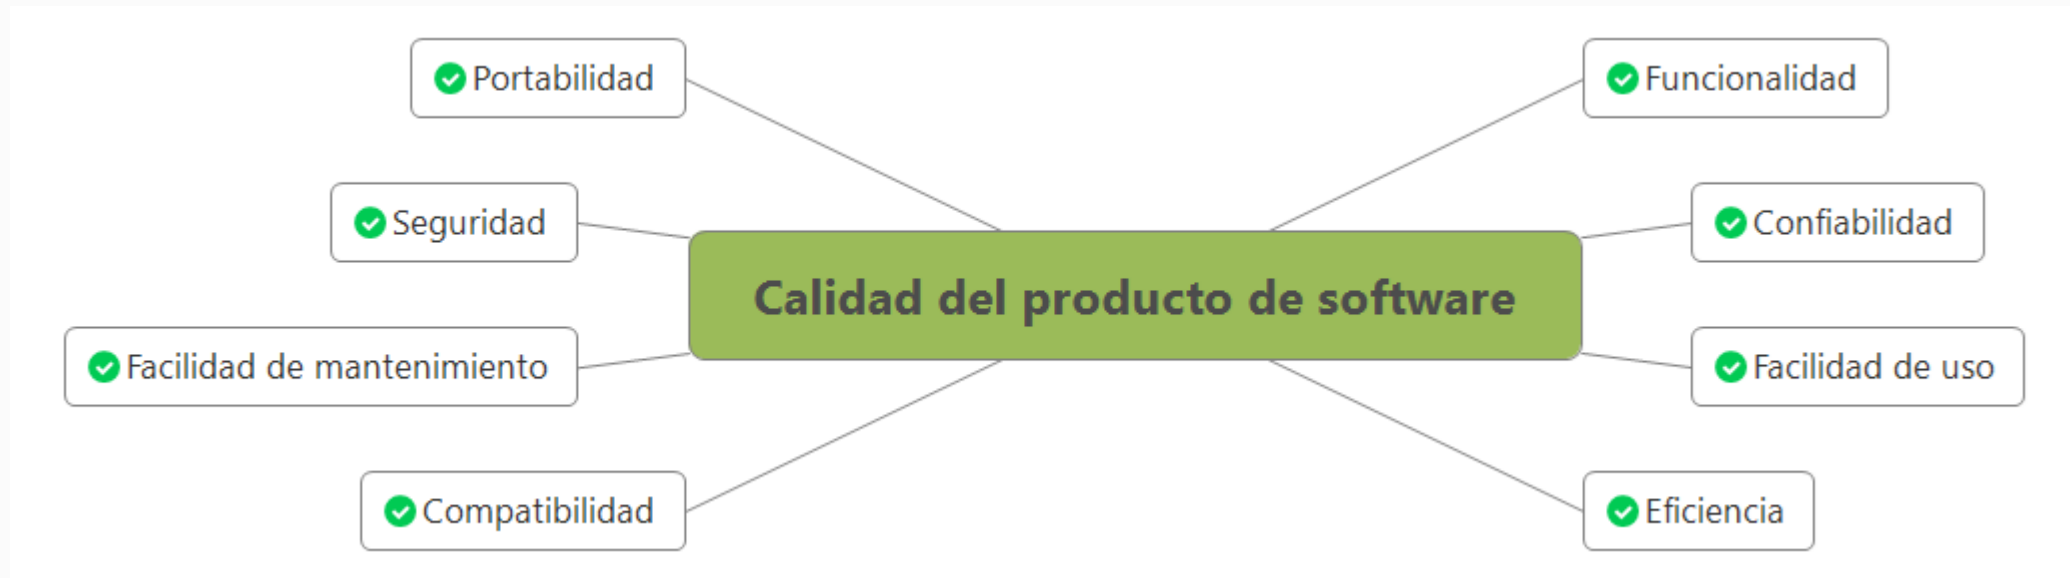 Portabilidad
Funcionalidad
Seguridad
Confiabilidad
Calidad del producto de software
Facilidad de mantenimiento
Facilidad de uso
Compatibilidad
Eficiencia